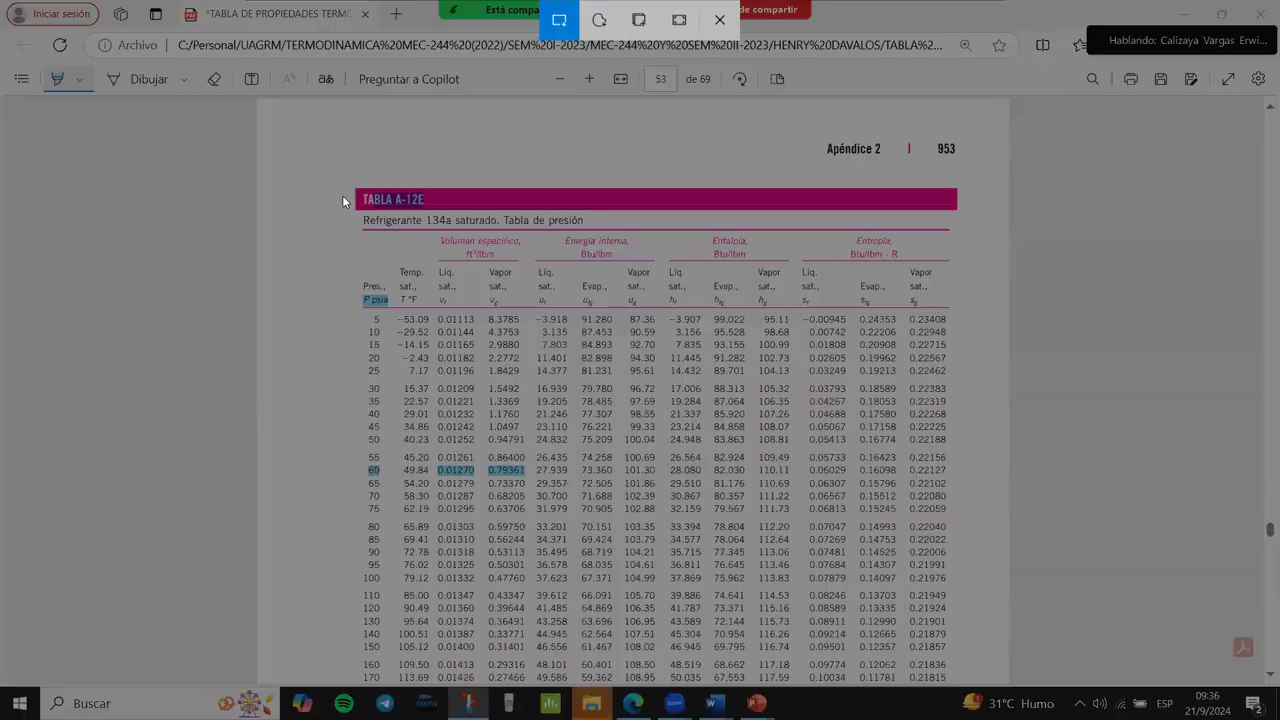 Iniciar sesión
*TABLA DE PROPIEDADES TERMO
Está compa
de compartir
Archivo
C:/Personal/UAGRM/TERMODINAMICA%20MEC-244%20(2022)/SEM%20I-2023/MEC-244%20Y%20SEM%20II-2023/HENRY%20DAVALOS/TABLA%2...
Hablando: Calizaya Vargas Erwi...
Dibujar
aあ
Preguntar a Copilot
53 de 69
Apéndice 2 | 953
TABLA A-12E
Refrigerante 134a saturado. Tabla de presión
Volumen específico, Energía interna, Entalpía, Entropía,
ft³/lbm Btu/lbm Btu/lbm Btu/lbm · R
Temp. Líq. Vapor Líq. Vapor Líq. Vapor Líq. Vapor
Pres., sat., sat., sat., sat., Evap., sat., sat., Evap., sat., sat., Evap., sat.,
P psia T °F vf vg uf ufg ug hf hfg hg sf sfg sg
5 −53.09 0.01113 8.3785 −3.918 91.280 87.36 −3.907 99.022 95.11 −0.00945 0.24353 0.23408
10 −29.52 0.01144 4.3753 3.135 87.453 90.59 3.156 95.528 98.68 0.00742 0.22206 0.22948
15 −14.15 0.01165 2.9880 7.803 84.893 92.70 7.835 93.155 100.99 0.01808 0.20908 0.22715
20 −2.43 0.01182 2.2772 11.401 82.898 94.30 11.445 91.282 102.73 0.02605 0.19962 0.22567
25 7.17 0.01196 1.8429 14.377 81.231 95.61 14.432 89.701 104.13 0.03249 0.19213 0.22462
30 15.37 0.01209 1.5492 16.939 79.780 96.72 17.006 88.313 105.32 0.03793 0.18589 0.22383
35 22.57 0.01221 1.3369 19.205 78.485 97.69 19.284 87.064 106.35 0.04267 0.18053 0.22319
40 29.01 0.01232 1.1760 21.246 77.307 98.55 21.337 85.920 107.26 0.04688 0.17580 0.22268
45 34.86 0.01242 1.0497 23.110 76.221 99.33 23.214 84.858 108.07 0.05067 0.17158 0.22225
50 40.23 0.01252 0.94791 24.832 75.209 100.04 24.948 83.863 108.81 0.05413 0.16774 0.22188
55 45.20 0.01261 0.86400 26.435 74.258 100.69 26.564 82.924 109.49 0.05733 0.16423 0.22156
60 49.84 0.01270 0.79361 27.939 73.360 101.30 28.080 82.030 110.11 0.06029 0.16098 0.22127
65 54.20 0.01279 0.73370 29.357 72.505 101.86 29.510 81.176 110.69 0.06307 0.15796 0.22102
70 58.30 0.01287 0.68205 30.700 71.688 102.39 30.867 80.357 111.22 0.06567 0.15512 0.22080
75 62.19 0.01295 0.63706 31.979 70.905 102.88 32.159 79.567 111.73 0.06813 0.15245 0.22059
80 65.89 0.01303 0.59750 33.201 70.151 103.35 33.394 78.804 112.20 0.07047 0.14993 0.22040
85 69.41 0.01310 0.56244 34.371 69.424 103.79 34.577 78.064 112.64 0.07269 0.14753 0.22022
90 72.78 0.01318 0.53113 35.495 68.719 104.21 35.715 77.345 113.06 0.07481 0.14525 0.22006
95 76.02 0.01325 0.50301 36.576 68.035 104.61 36.811 76.645 113.46 0.07684 0.14307 0.21991
100 79.12 0.01332 0.47760 37.623 67.371 104.99 37.869 75.962 113.83 0.07879 0.14097 0.21976
110 85.00 0.01347 0.43347 39.612 66.091 105.70 39.886 74.641 114.53 0.08246 0.13703 0.21949
120 90.49 0.01360 0.39644 41.485 64.869 106.35 41.787 73.371 115.16 0.08589 0.13335 0.21924
130 95.64 0.01374 0.36491 43.258 63.696 106.95 43.589 72.144 115.73 0.08911 0.12990 0.21901
140 100.51 0.01387 0.33771 44.945 62.564 107.51 45.304 70.954 116.26 0.09214 0.12665 0.21879
150 105.12 0.01400 0.31401 46.556 61.467 108.02 46.945 69.795 116.74 0.09501 0.12357 0.21857
160 109.50 0.01413 0.29316 48.101 60.401 108.50 48.519 68.662 117.18 0.09774 0.12062 0.21836
170 113.69 0.01426 0.27466 49.586 59.362 108.95 50.035 67.553 117.59 0.10034 0.11781 0.21815
Buscar
31°C Humo
ESP
09:36
21/9/2024